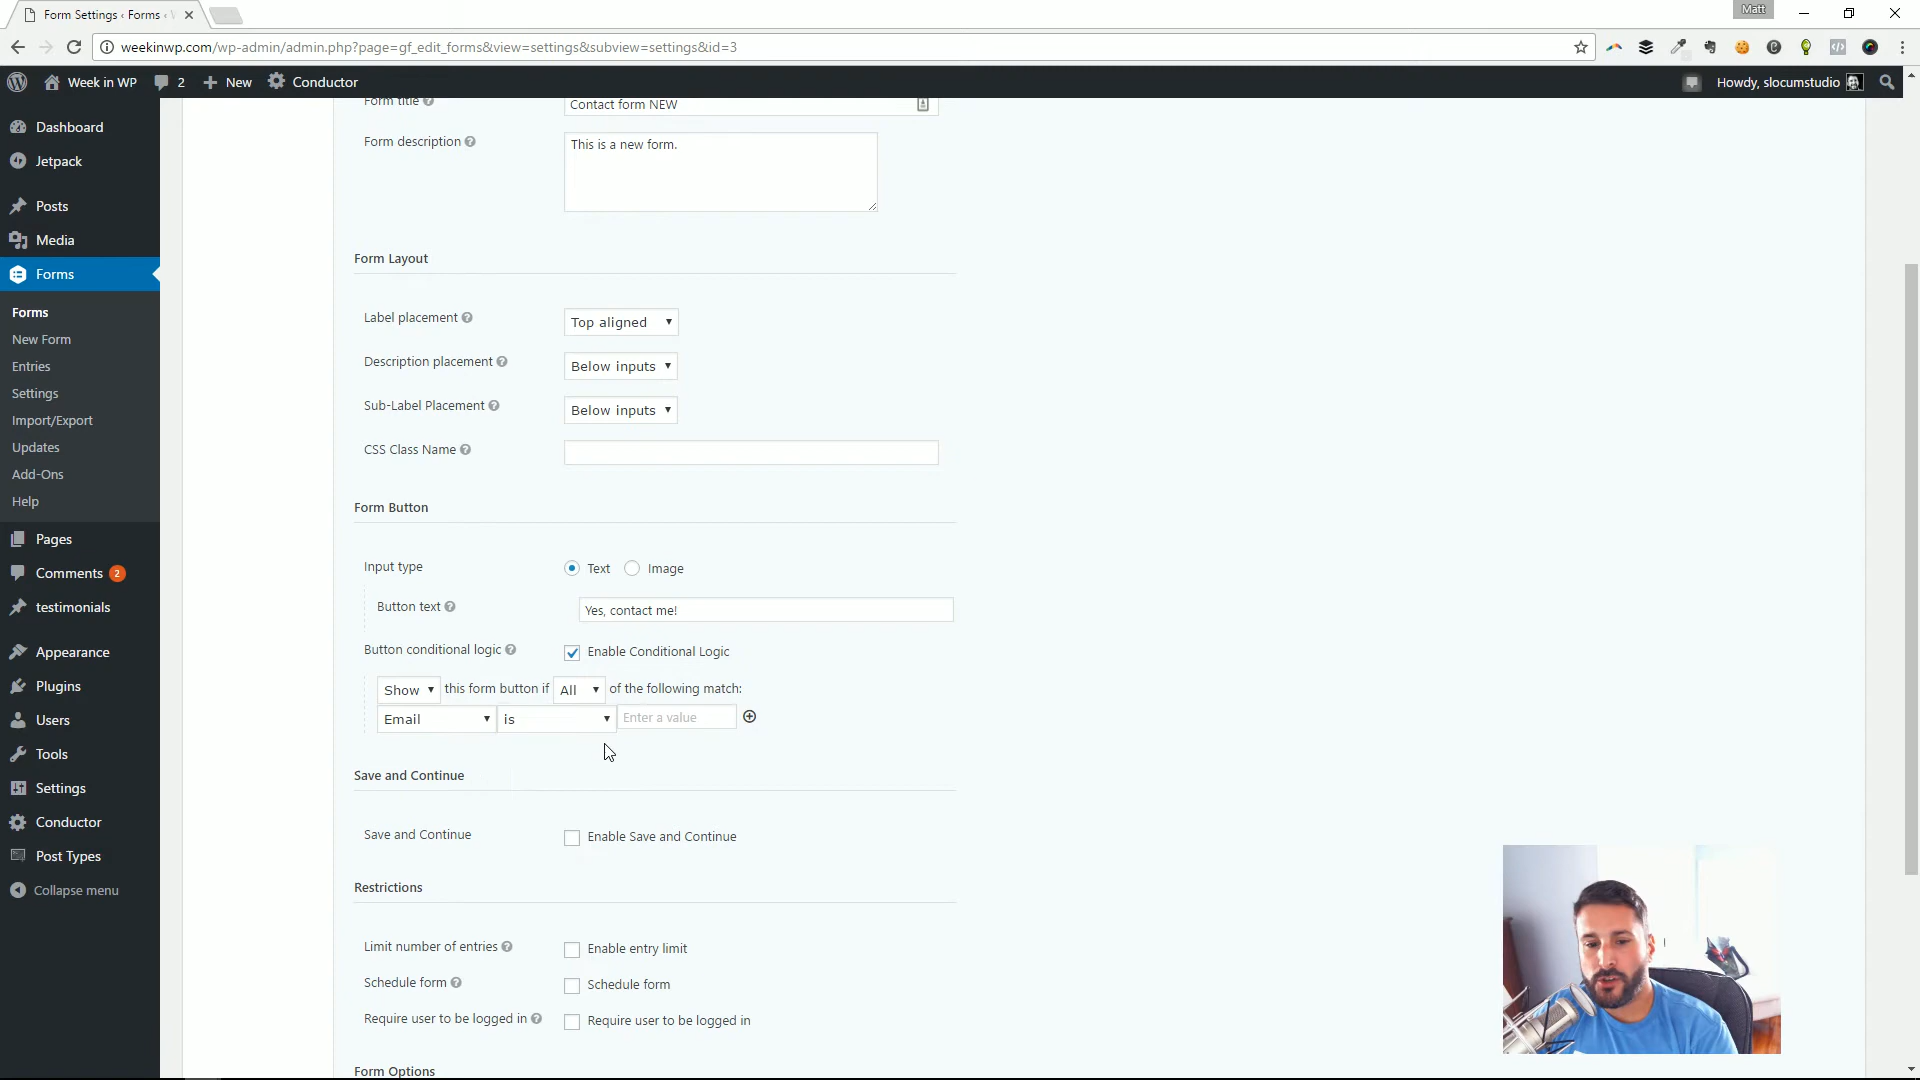 Form Settings ‹ Forms ‹
Matt
weekinwp.com/wp-admin/admin.php?page=gf_edit_forms&view=settings&subview=settings&id=3
Week in WP
2
New
Conductor
Howdy, slocumstudio
Dashboard
Jetpack
Posts
Media
Forms
Forms
New Form
Entries
Settings
Import/Export
Updates
Add-Ons
Help
Pages
Comments 2
testimonials
Appearance
Plugins
Users
Tools
Settings
Conductor
Post Types
Collapse menu
Form title
Contact form NEW
Form description
This is a new form.
Form Layout
Label placement
Top aligned
Description placement
Below inputs
Sub-Label Placement
Below inputs
CSS Class Name
Form Button
Input type
Text
Image
Button text
Yes, contact me!
Button conditional logic
Enable Conditional Logic
Show this form button if All of the following match:
Email is Enter a value
Save and Continue
Save and Continue
Enable Save and Continue
Restrictions
Limit number of entries
Enable entry limit
Schedule form
Schedule form
Require user to be logged in
Require user to be logged in
Form Options